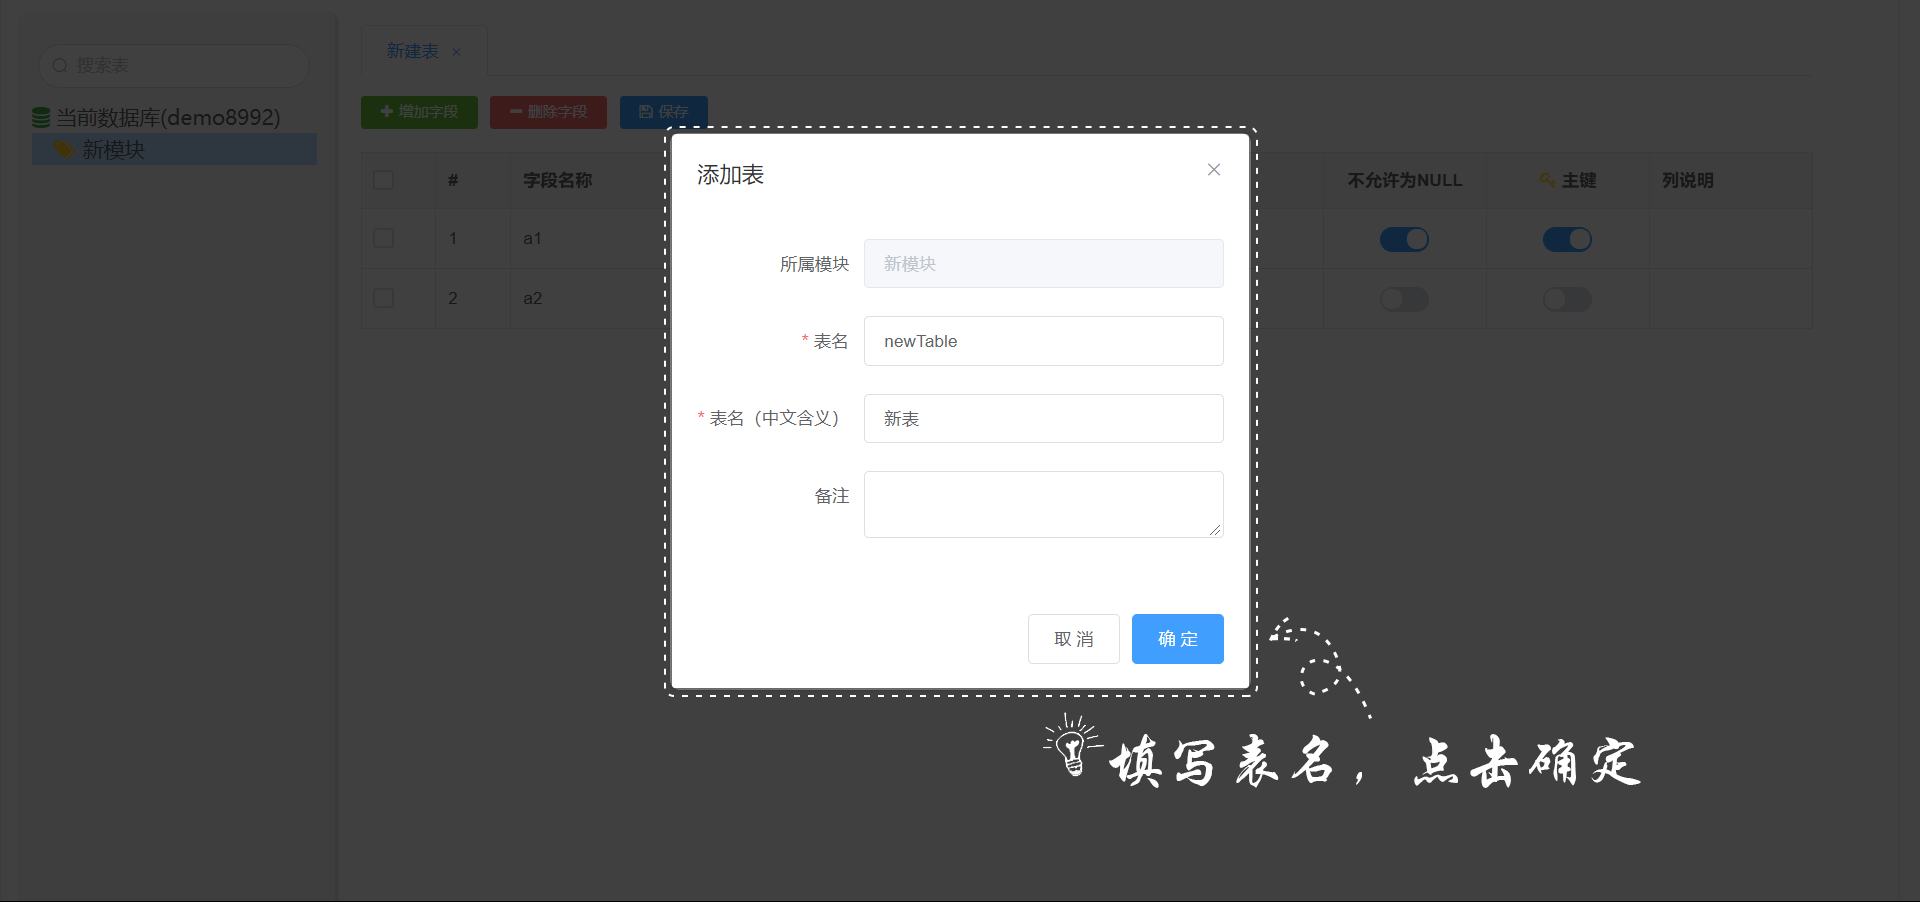 搜索表
当前数据库(demo8992)
新模块
新建表 ×
增加字段 删除字段 保存
# 字段名称 不允许为NULL 主键 列说明
1 a1
2 a2
添加表
所属模块 新模块
* 表名 newTable
* 表名（中文含义） 新表
备注
取 消 确 定
填写表名，点击确定